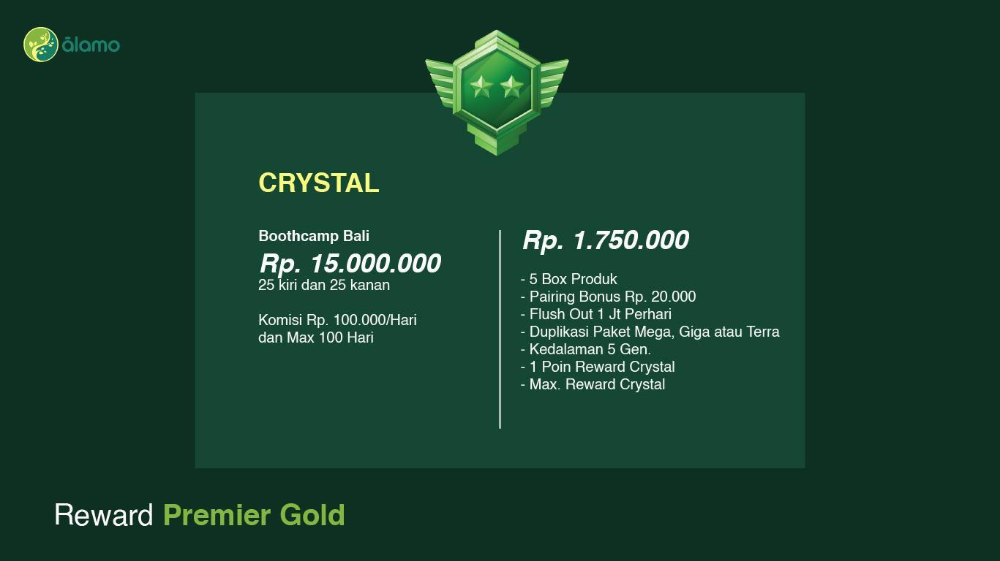 ālamo
CRYSTAL
Boothcamp Bali
Rp. 15.000.000
25 kiri dan 25 kanan
Komisi Rp. 100.000/Hari
dan Max 100 Hari
Rp. 1.750.000
- 5 Box Produk
- Pairing Bonus Rp. 20.000
- Flush Out 1 Jt Perhari
- Duplikasi Paket Mega, Giga atau Terra
- Kedalaman 5 Gen.
- 1 Poin Reward Crystal
- Max. Reward Crystal
Reward Premier Gold